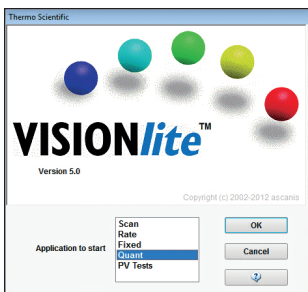 Thermo Scientific
VISIONlite™
Version 5.0
Copyright (c) 2002-2012 ascanis
Application to start
Scan
Rate
Fixed
Quant
PV Tests
OK
Cancel
?